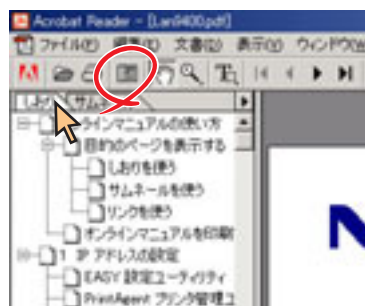 Acrobat Reader - [Lan9400.pdf]
ファイル(F) 編集(E) 文書(D) 表示(V) ウィンドウ(W)
しおり サムネール
オンラインマニュアルの使い方
目的のページを表示する
しおりを使う
サムネールを使う
リンクを使う
オンラインマニュアルを印刷
1 IP アドレスの設定
EASY 設定ユーティリティ
PrintAgent プリンタ管理ユ
N